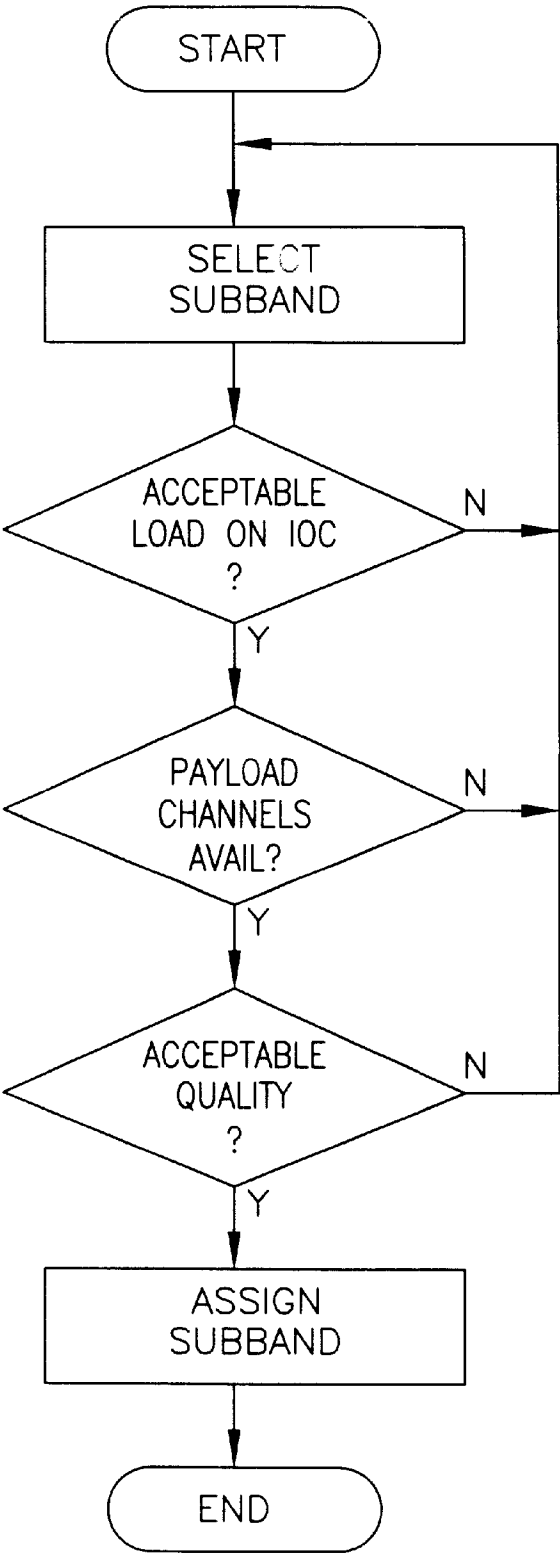 START
SELECT
SUBBAND
ACCEPTABLE
LOAD ON IOC
?
N
Y
PAYLOAD
CHANNELS
AVAIL?
N
Y
ACCEPTABLE
QUALITY
?
N
Y
ASSIGN
SUBBAND
END